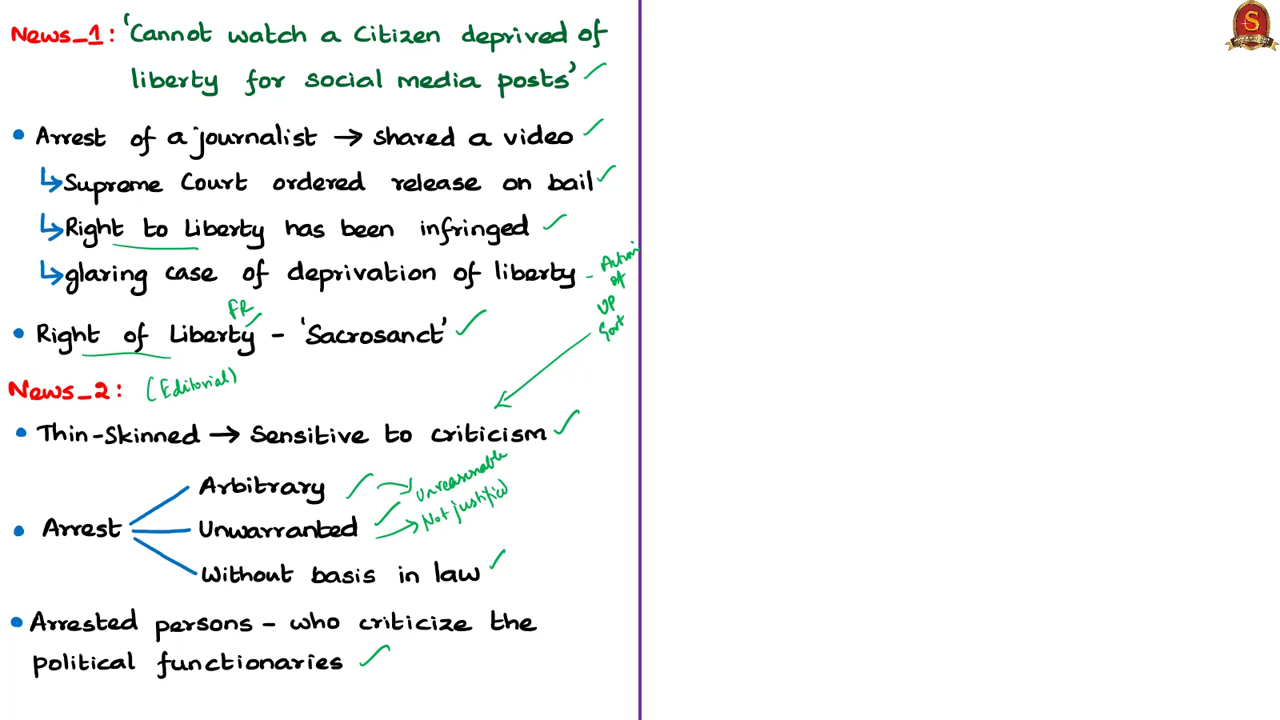 News_1: 'Cannot watch a Citizen deprived of
liberty for social media posts'
• Arrest of a journalist → shared a video
↳ Supreme Court ordered release on bail
↳ Right to Liberty has been infringed
↳ glaring case of deprivation of liberty - Action
of
UP
Govt
FR
• Right of Liberty - 'Sacrosanct'
News_2: (Editorial)
• Thin-Skinned → Sensitive to criticism
Arbitrary → Unreasonable
• Arrest Unwarranted → Not justified
Without basis in law
• Arrested persons - who criticize the
political functionaries
S